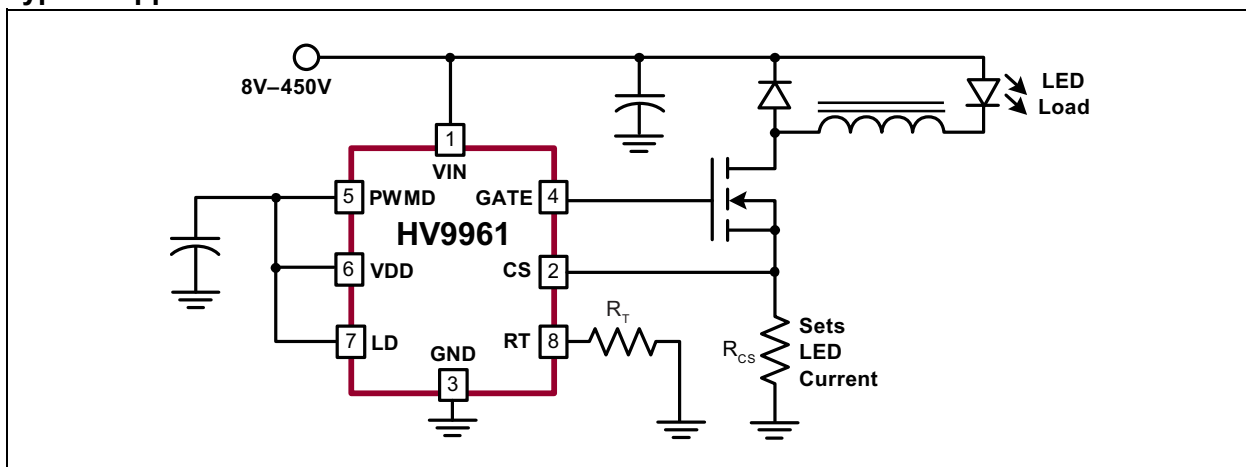 8V–450V
LED
Load
1
VIN
5 PWMD
GATE 4
HV9961
6 VDD
CS 2
7 LD
RT 8
GND
3
RT
RCS
Sets
LED
Current